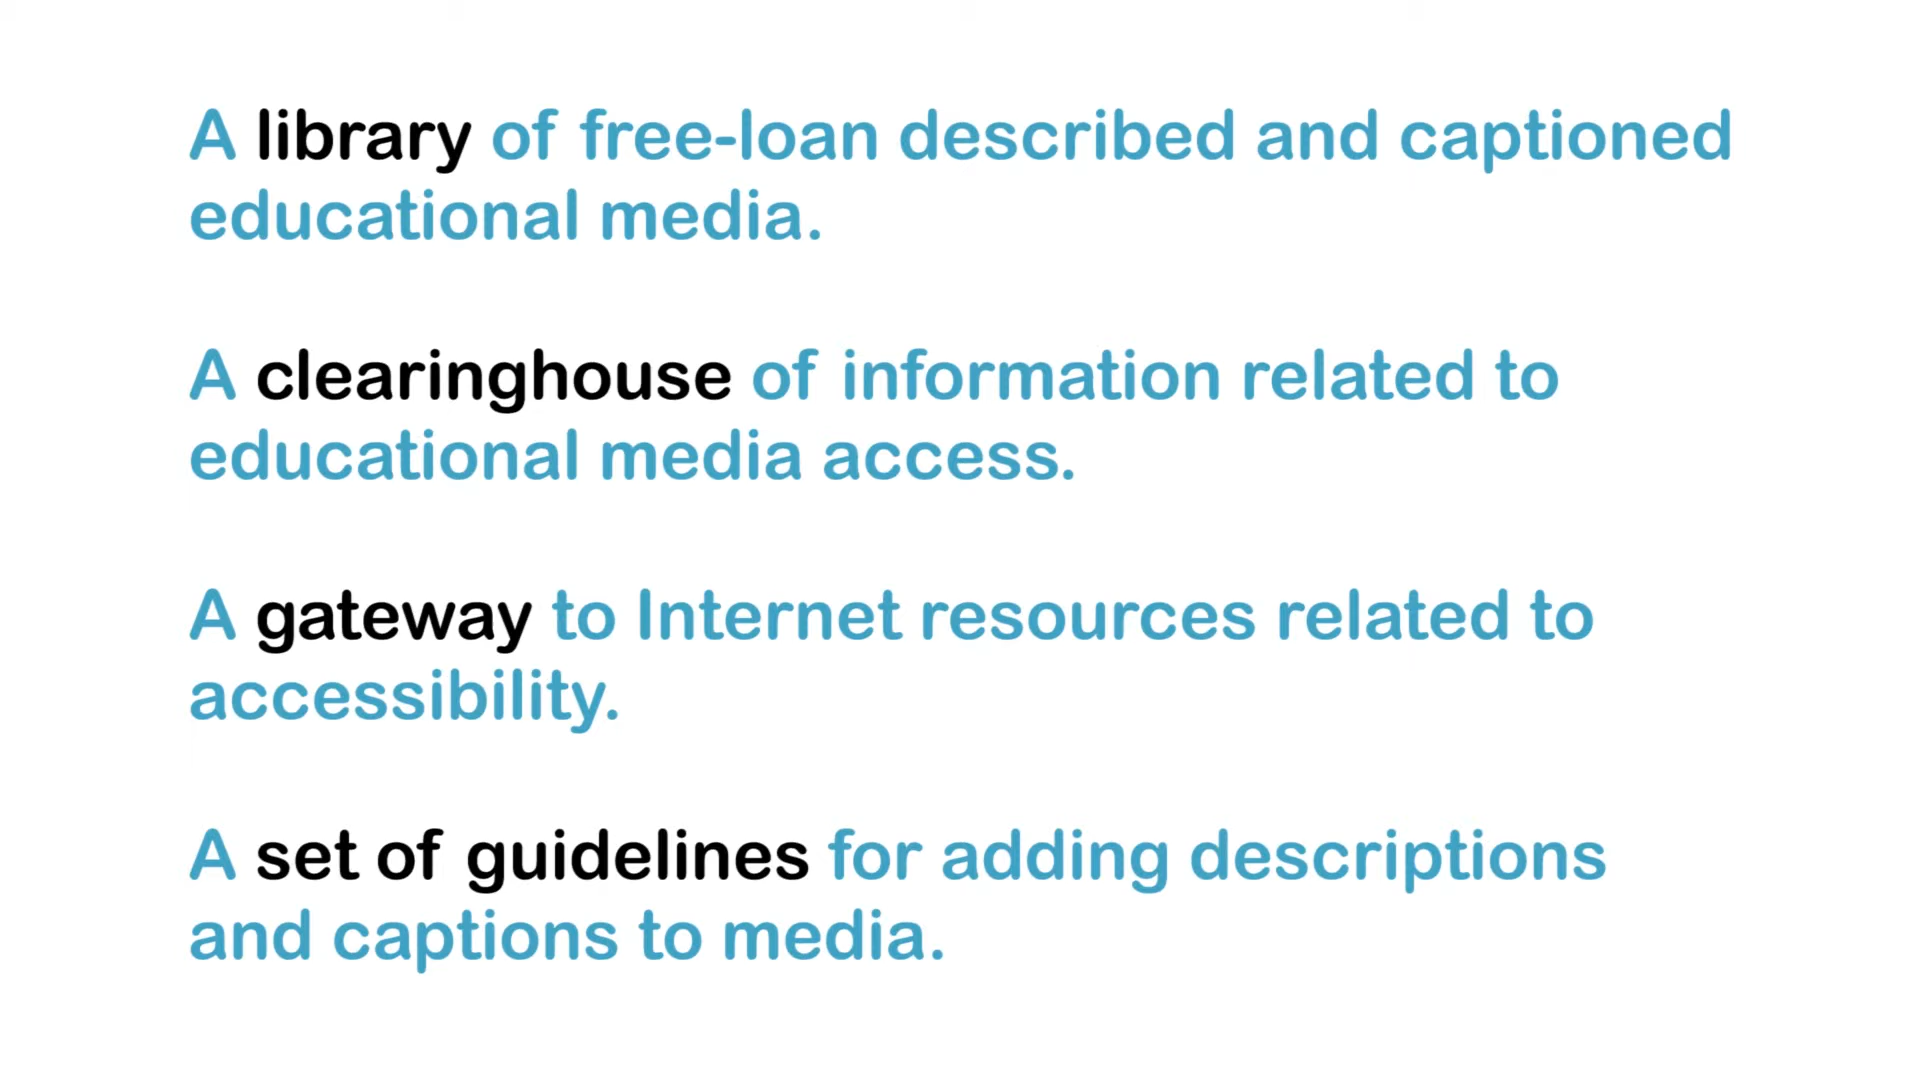 A library of free-loan described and captioned
educational media.
A clearinghouse of information related to
educational media access.
A gateway to Internet resources related to
accessibility.
A set of guidelines for adding descriptions
and captions to media.